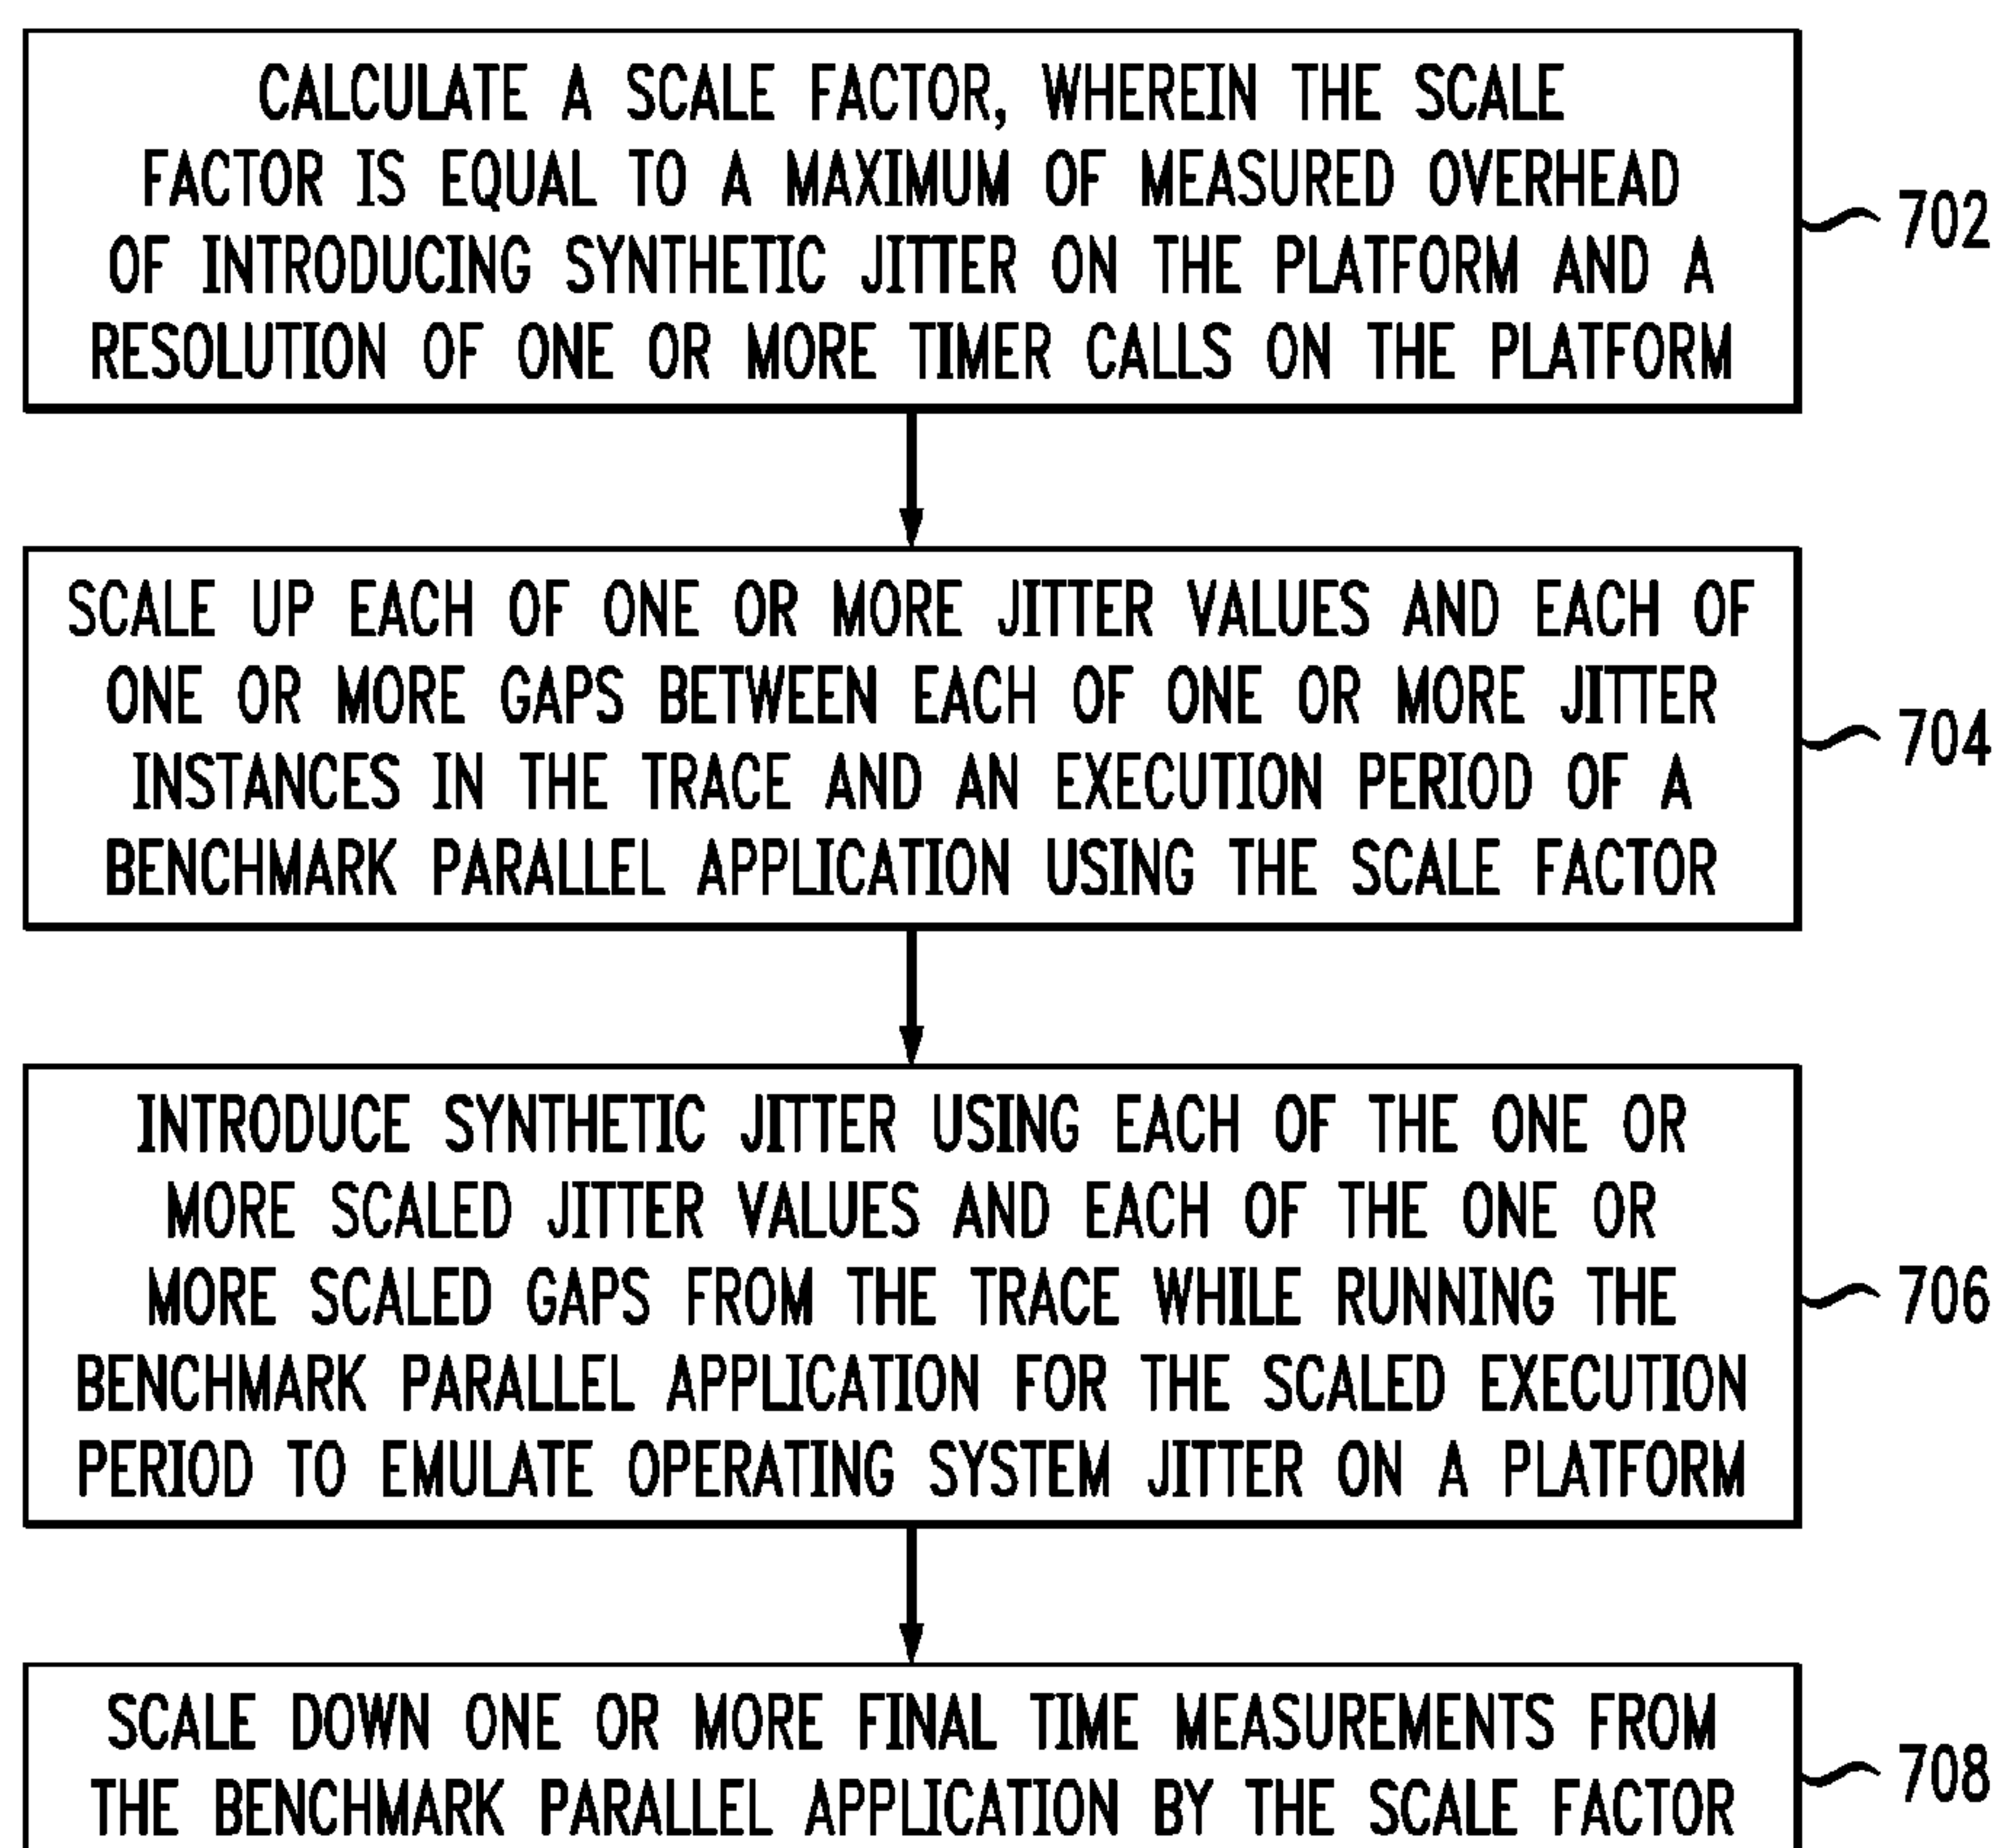 CALCULATE A SCALE FACTOR, WHEREIN THE SCALE
FACTOR IS EQUAL TO A MAXIMUM OF MEASURED OVERHEAD
OF INTRODUCING SYNTHETIC JITTER ON THE PLATFORM AND A
RESOLUTION OF ONE OR MORE TIMER CALLS ON THE PLATFORM
702
SCALE UP EACH OF ONE OR MORE JITTER VALUES AND EACH OF
ONE OR MORE GAPS BETWEEN EACH OF ONE OR MORE JITTER
INSTANCES IN THE TRACE AND AN EXECUTION PERIOD OF A
BENCHMARK PARALLEL APPLICATION USING THE SCALE FACTOR
704
INTRODUCE SYNTHETIC JITTER USING EACH OF THE ONE OR
MORE SCALED JITTER VALUES AND EACH OF THE ONE OR
MORE SCALED GAPS FROM THE TRACE WHILE RUNNING THE
BENCHMARK PARALLEL APPLICATION FOR THE SCALED EXECUTION
PERIOD TO EMULATE OPERATING SYSTEM JITTER ON A PLATFORM
706
SCALE DOWN ONE OR MORE FINAL TIME MEASUREMENTS FROM
THE BENCHMARK PARALLEL APPLICATION BY THE SCALE FACTOR
708